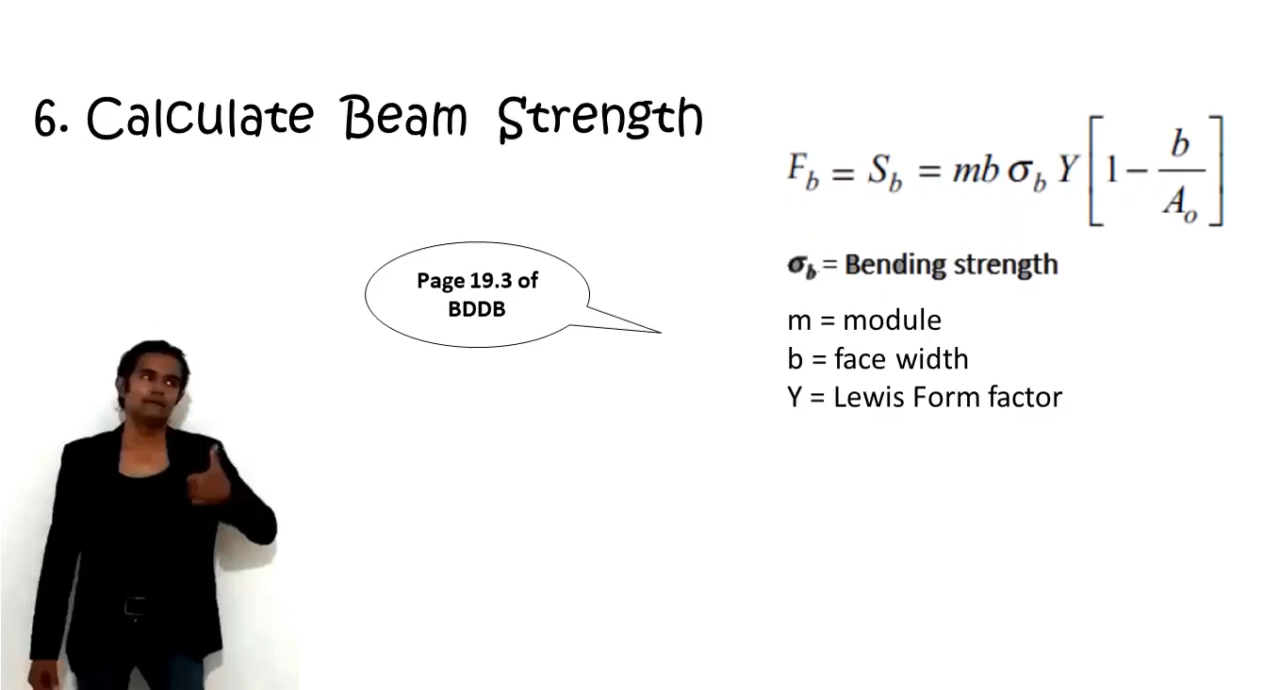 6. Calculate Beam Strength
F_b = S_b = mb σ_b Y [1 − b/A_o]
Page 19.3 of
BDDB
σ_b = Bending strength
m = module
b = face width
Y = Lewis Form factor